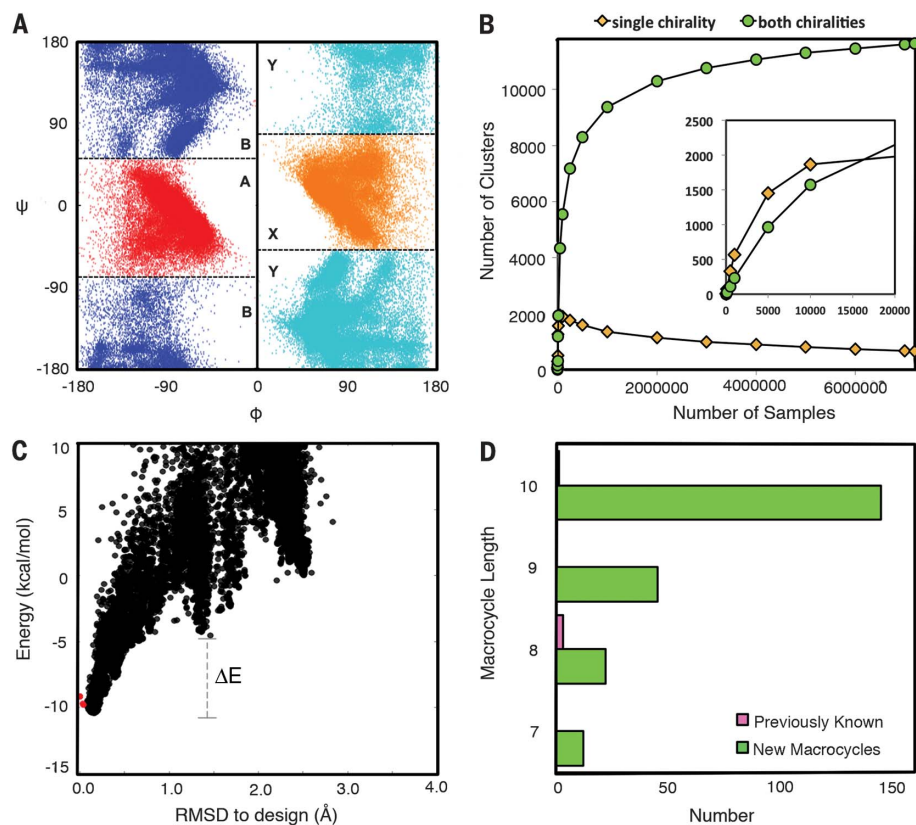 A
180
90
ψ
0
-90
-180
-180
-90
0
90
180
ϕ
B
A
B
Y
X
Y
B
single chirality
both chiralities
Number of Clusters
10000
8000
6000
4000
2000
0
0
2000000
4000000
6000000
Number of Samples
2500
2000
1500
1000
500
0
0
5000
10000
15000
20000
C
Energy (kcal/mol)
10
5
0
-5
-10
-15
ΔE
0.0
1.0
2.0
3.0
4.0
RMSD to design (Å)
D
Macrocycle Length
10
9
8
7
Previously Known
New Macrocycles
0
50
100
150
Number